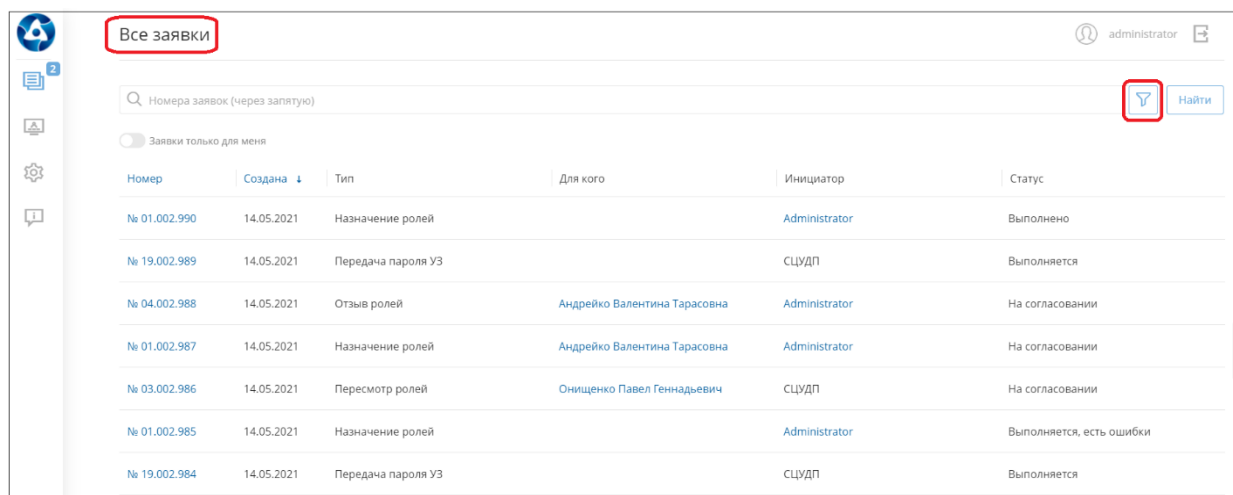 Все заявки
administrator
2
Номера заявок (через запятую)
Найти
Заявки только для меня
Номер Создана ↓ Тип Для кого Инициатор Статус
№ 01.002.990 14.05.2021 Назначение ролей Administrator Выполнено
№ 19.002.989 14.05.2021 Передача пароля УЗ СЦУДП Выполняется
№ 04.002.988 14.05.2021 Отзыв ролей Андрейко Валентина Тарасовна Administrator На согласовании
№ 01.002.987 14.05.2021 Назначение ролей Андрейко Валентина Тарасовна Administrator На согласовании
№ 03.002.986 14.05.2021 Пересмотр ролей Онищенко Павел Геннадьевич СЦУДП На согласовании
№ 01.002.985 14.05.2021 Назначение ролей Administrator Выполняется, есть ошибки
№ 19.002.984 14.05.2021 Передача пароля УЗ СЦУДП Выполняется